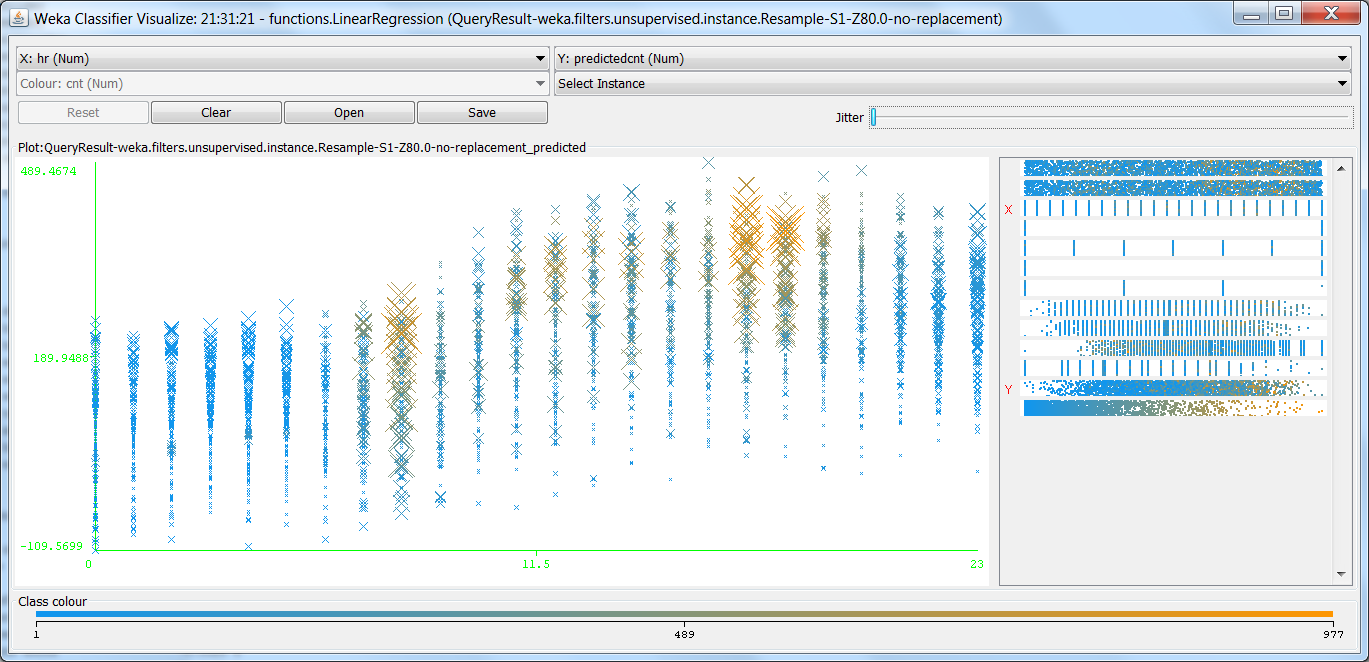 Weka Classifier Visualize: 21:31:21 - functions.LinearRegression (QueryResult-weka.filters.unsupervised.instance.Resample-S1-Z80.0-no-replacement)
X: hr (Num) Y: predictedcnt (Num)
Colour: cnt (Num) Select Instance
Reset Clear Open Save Jitter
Plot:QueryResult-weka.filters.unsupervised.instance.Resample-S1-Z80.0-no-replacement_predicted
489.4674
X
189.9488
Y
-109.5699
0 11.5 23
Class colour
1 489 977